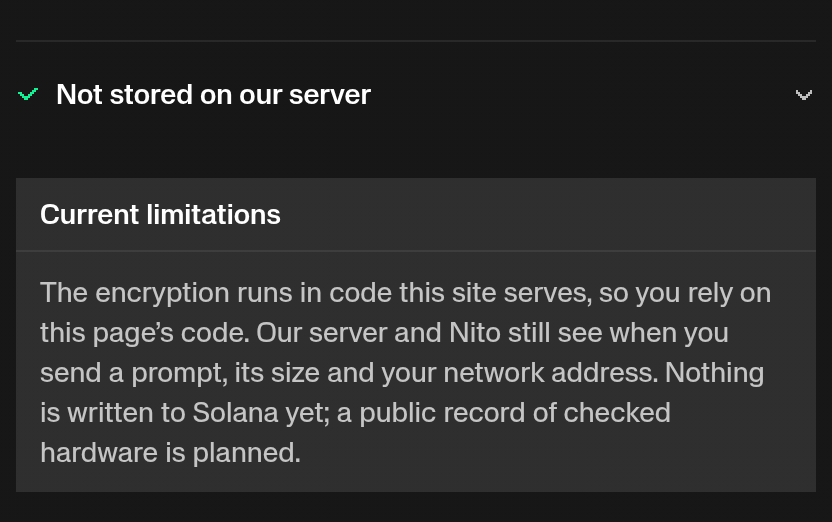 Not stored on our server
Current limitations
The encryption runs in code this site serves, so you rely on
this page’s code. Our server and Nito still see when you
send a prompt, its size and your network address. Nothing
is written to Solana yet; a public record of checked
hardware is planned.